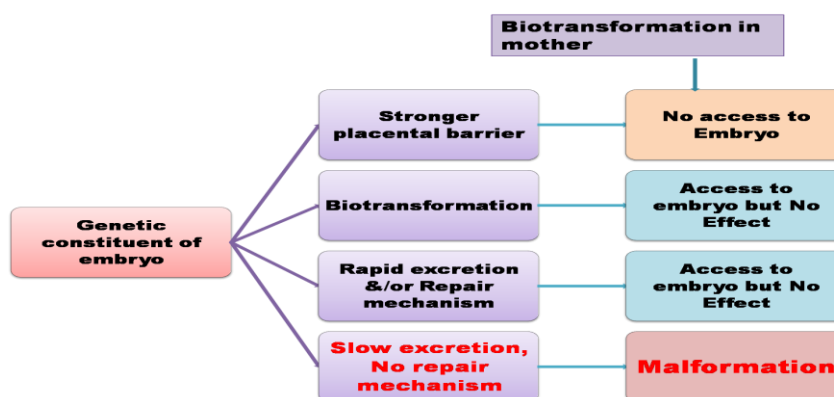 Biotransformation in
mother
Stronger
placental barrier
No access to
Embryo
Genetic
constituent of
embryo
Biotransformation
Access to
embryo but No
Effect
Rapid excretion
&/or Repair
mechanism
Access to
embryo but No
Effect
Slow excretion,
No repair
mechanism
Malformation